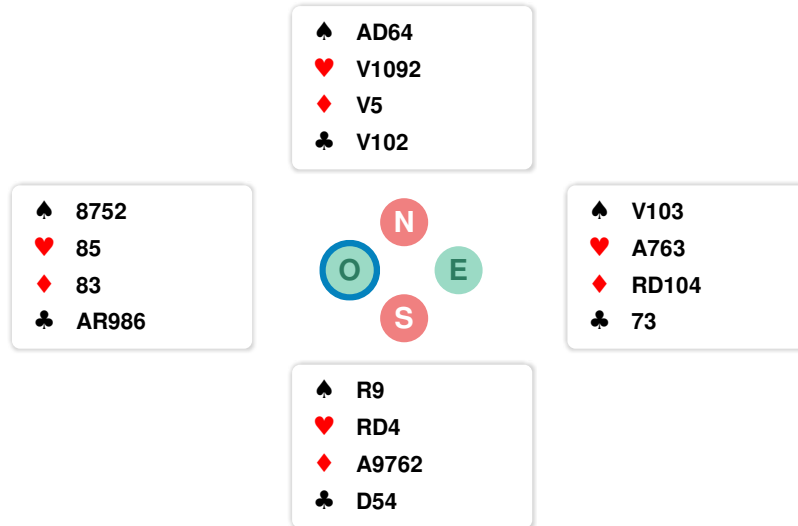 ♠ AD64
♥ V1092
♦ V5
♣ V102
♠ 8752
♥ 85
♦ 83
♣ AR986
N
O E
S
♠ V103
♥ A763
♦ RD104
♣ 73
♠ R9
♥ RD4
♦ A9762
♣ D54